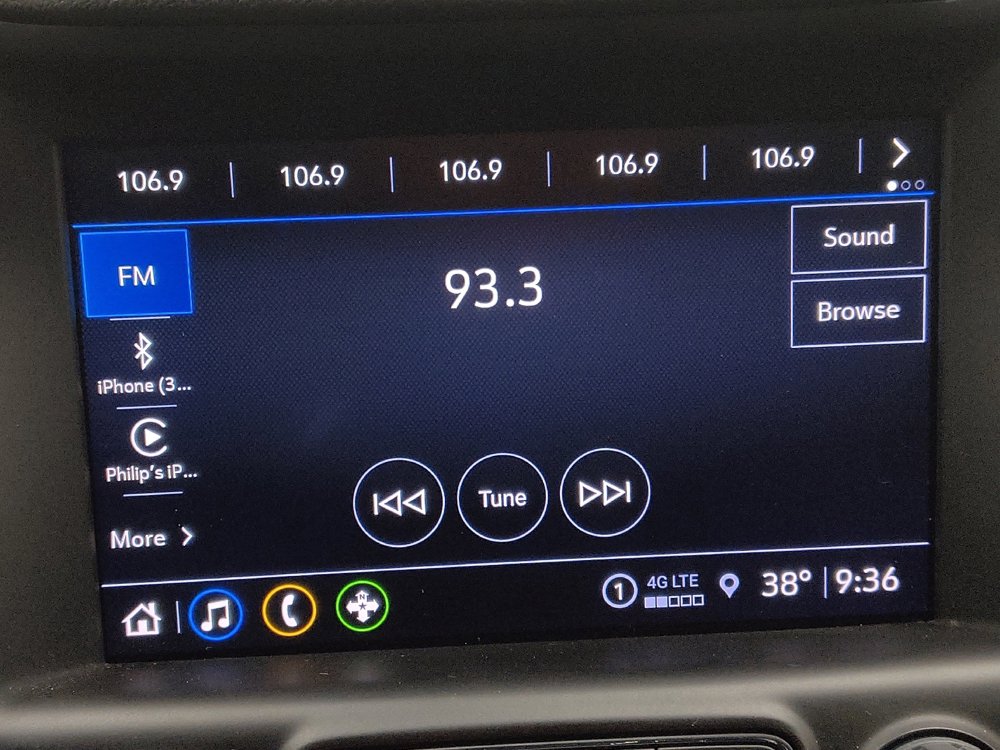 106.9 106.9 106.9 106.9 106.9
FM
93.3
Sound
Browse
iPhone (3...
Philip's iP...
More
Tune
N
1 4G LTE 38° 9:36